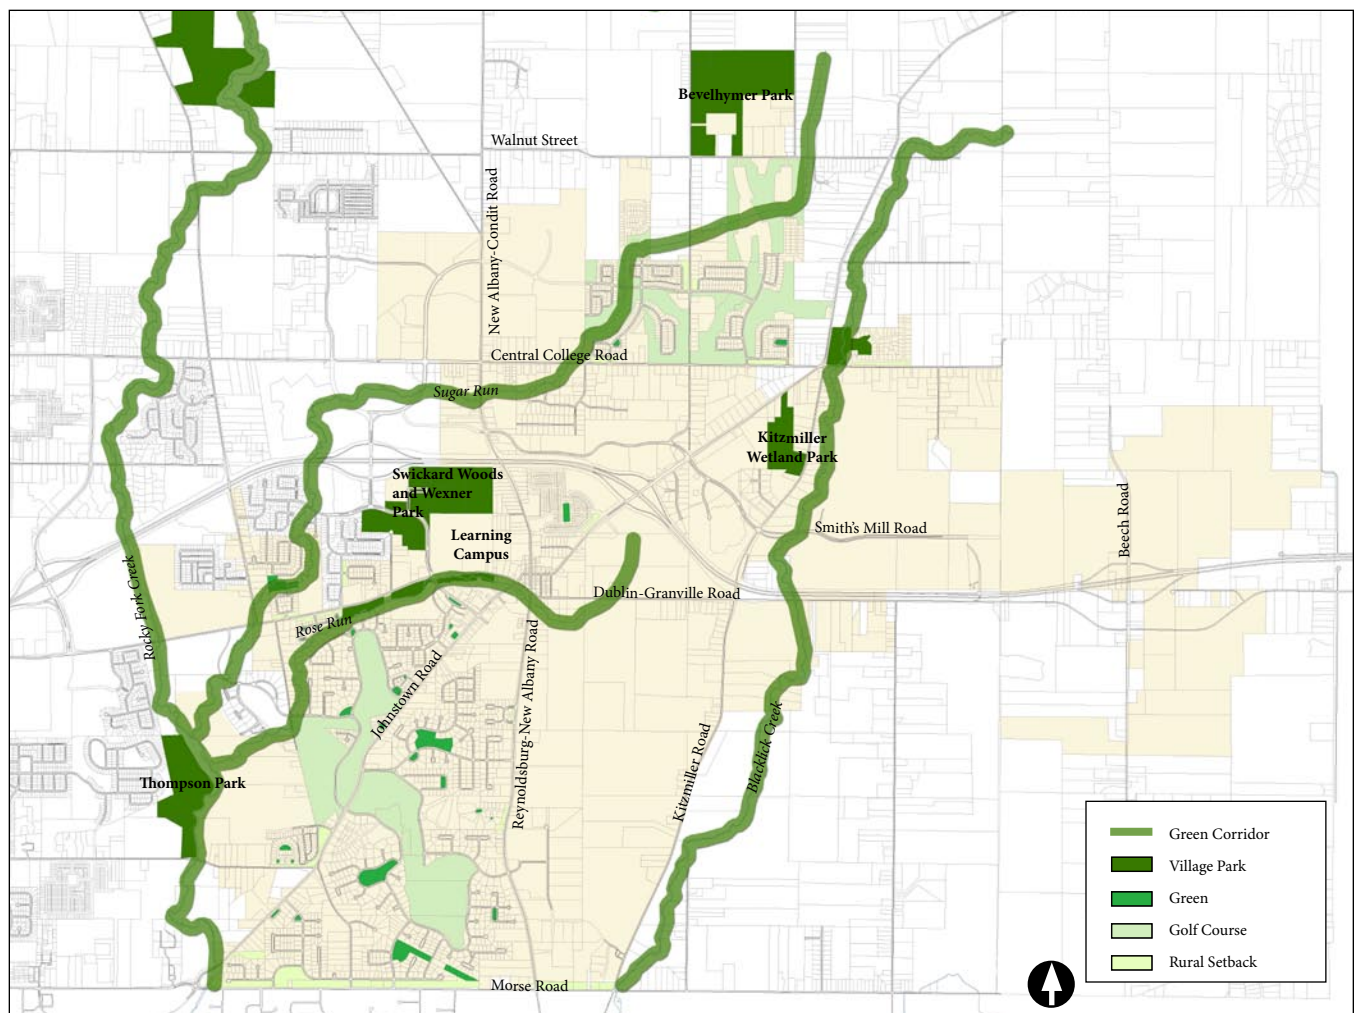 Bevelhymer Park
Walnut Street
New Albany-Condit Road
Central College Road
Sugar Run
Kitzmiller
Wetland Park
Swickard Woods
and Wexner
Park
Learning
Campus
Smith's Mill Road
Beech Road
Dublin-Granville Road
Rocky Fork Creek
Rose Run
Johnstown Road
Reynoldsburg-New Albany Road
Kitzmiller Road
Blacklick Creek
Thompson Park
Morse Road
Green Corridor
Village Park
Green
Golf Course
Rural Setback